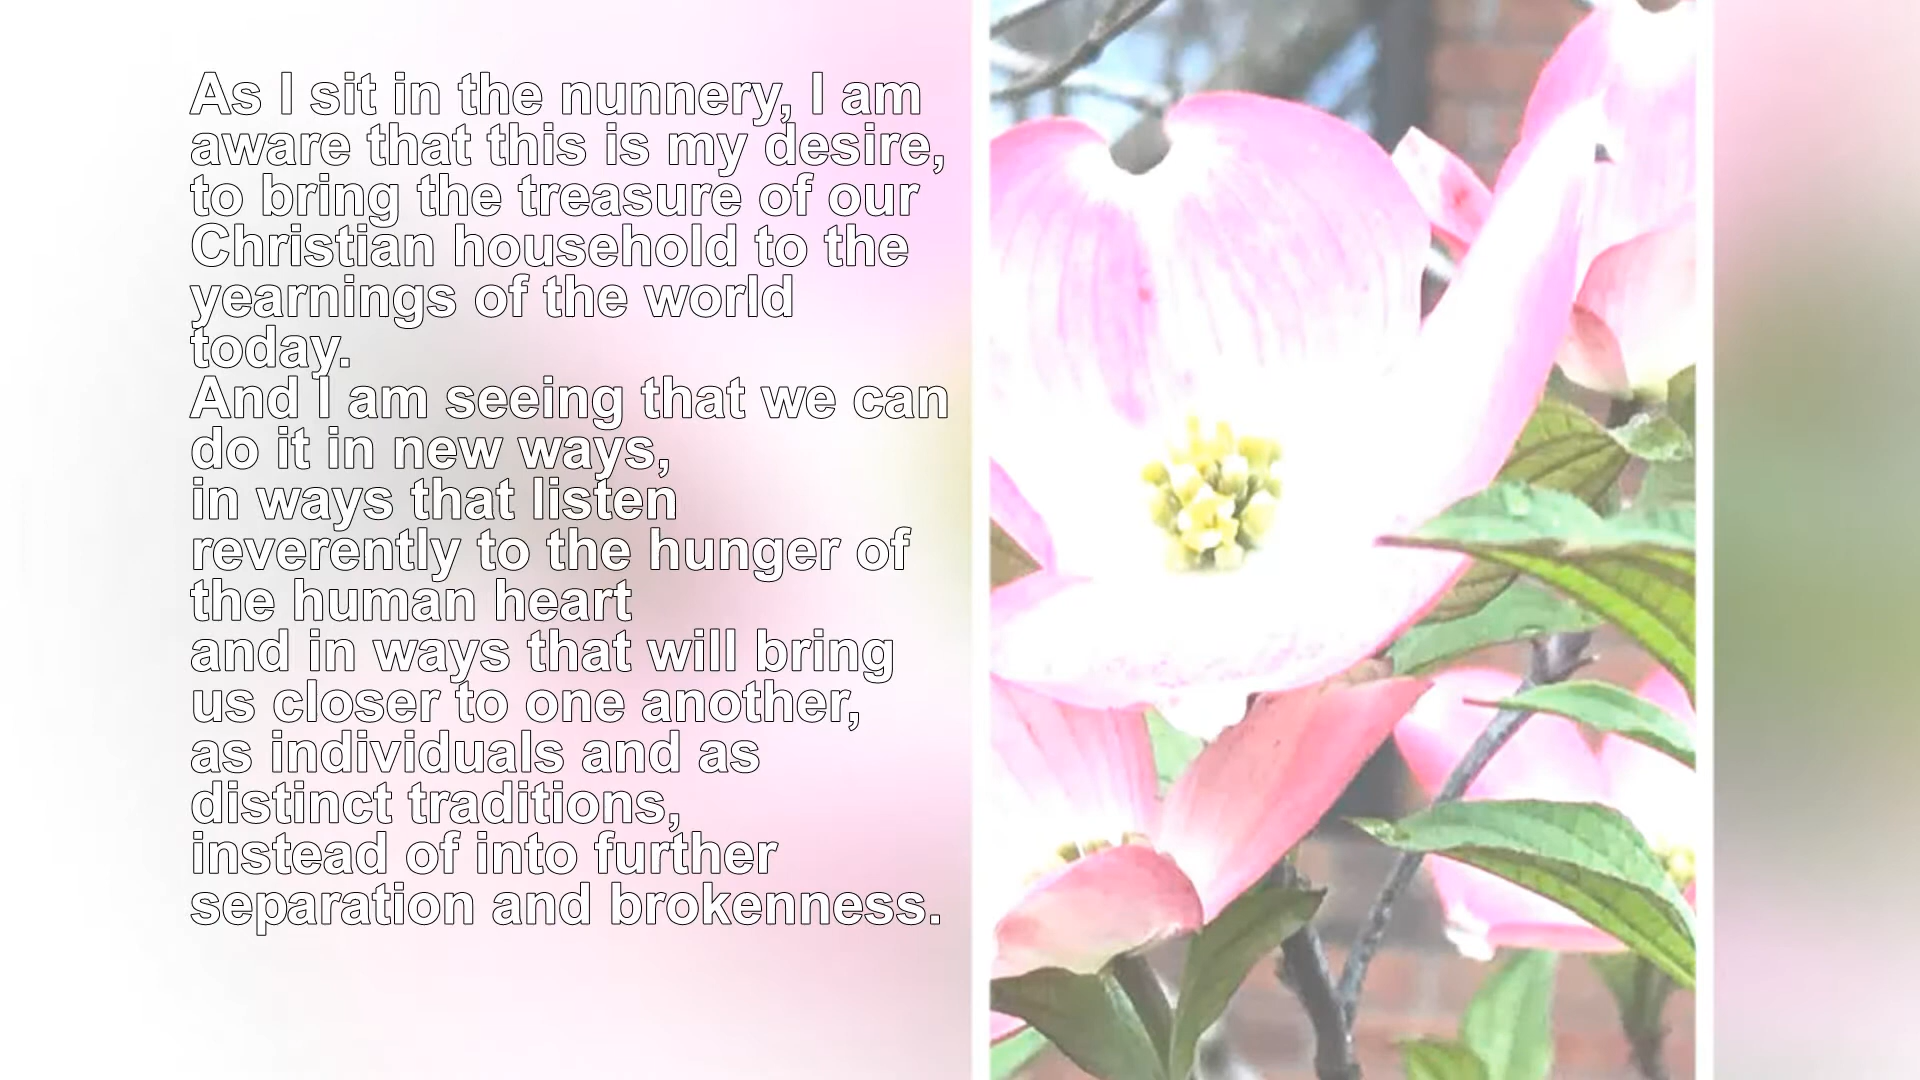 As I sit in the nunnery, I am
aware that this is my desire,
to bring the treasure of our
Christian household to the
yearnings of the world
today.
And I am seeing that we can
do it in new ways,
in ways that listen
reverently to the hunger of
the human heart
and in ways that will bring
us closer to one another,
as individuals and as
distinct traditions,
instead of into further
separation and brokenness.